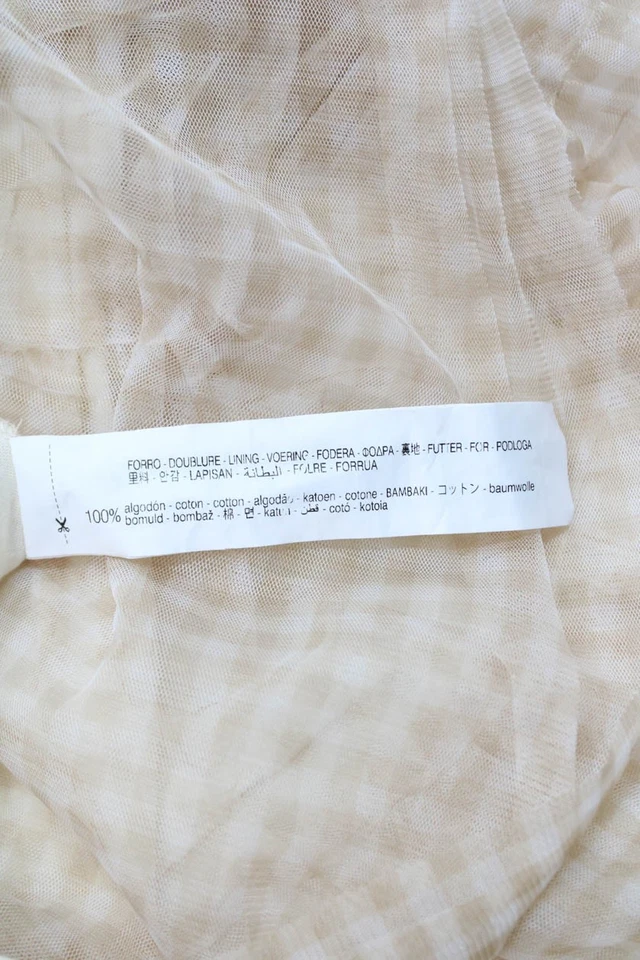 FORRO - DOUBLURE - LINING - VOERING - FODERA - ΦΟΔΡΑ - 裏地 - FUTTER - FOR - PODLOGA
里料 - 안감 - LAPISAN - البطانة - FOLRE - FORRUA
100% algodón - coton - cotton - algodão - katoen - cotone - BAMBAKI - コットン - baumwolle
bomuld - bombaž - 棉 - 면 - katun - قطن - cotó - kotoia